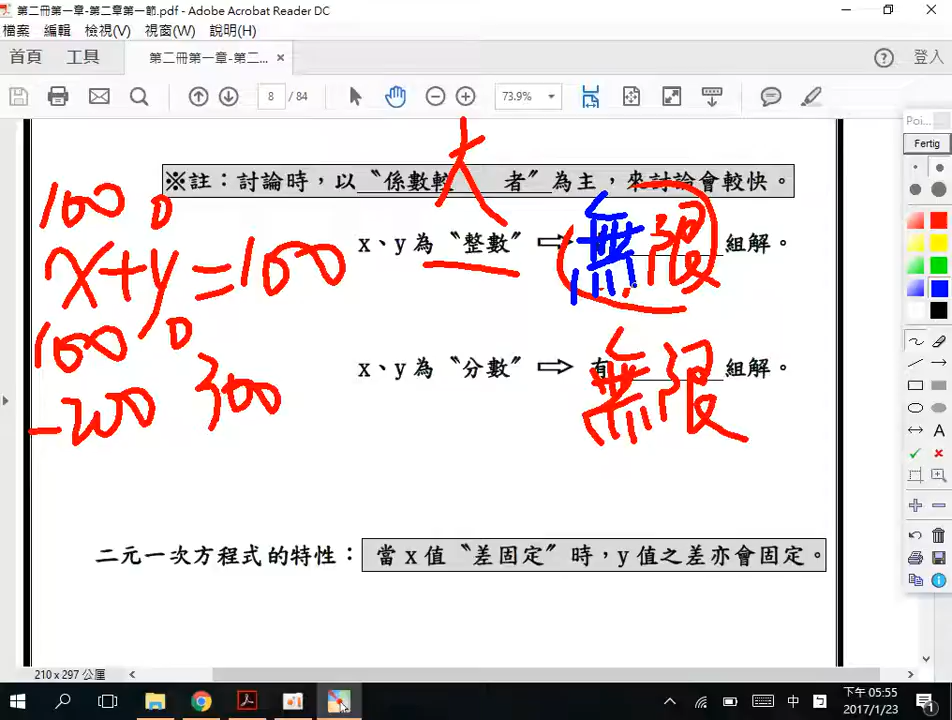 第二冊第一章-第二章第一節.pdf - Adobe Acrobat Reader DC
檔案 編輯 檢視(V) 視窗(W) 說明(H)
首頁 工具 第二冊第一章-第二... × 登入
8 / 84 73.9%
Poi...
Fertig
※註：討論時，以〝係數較 大 者〞為主，來討論會較快。
100 0
x、y 為〝整數〞⇨ 無限 組解。
x+y=100
100 0
x、y 為〝分數〞⇨ 有 無限 組解。
-200 300
二元一次方程式的特性： 當 x 值〝差固定〞時，y 值之差亦會固定。
210 x 297 公厘
中
下午 05:55
2017/1/23
1